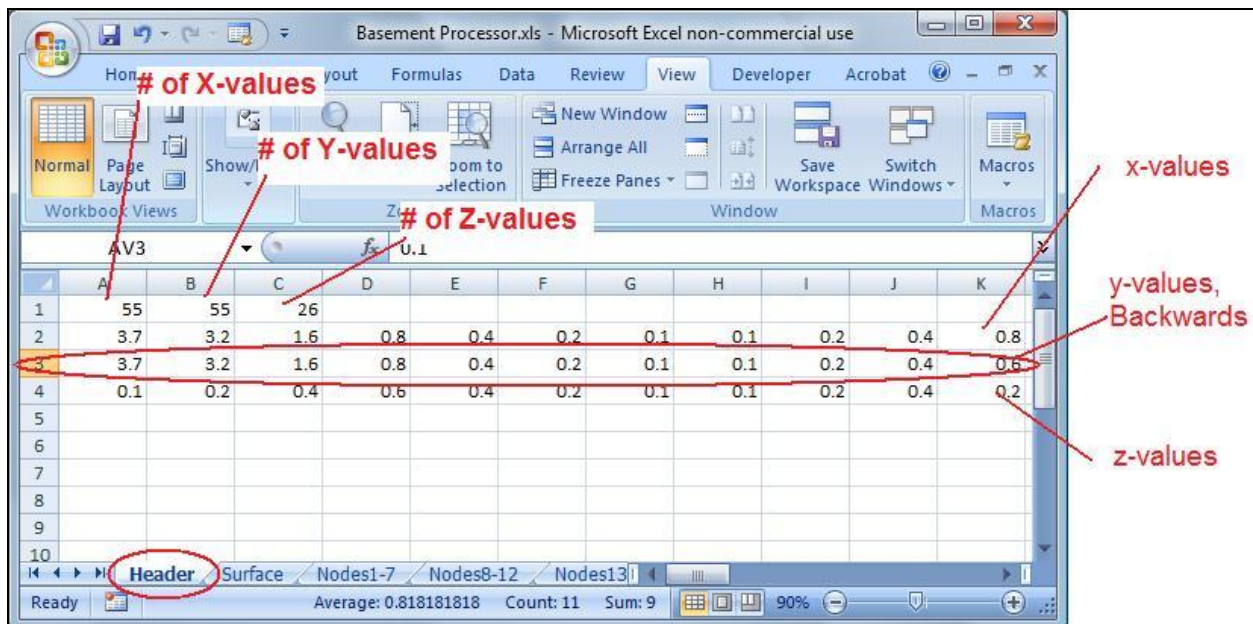 Basement Processor.xls - Microsoft Excel non-commercial use
Formulas Data Review View Developer Acrobat
# of X-values
# of Y-values
# of Z-values
New Window
Arrange All
Freeze Panes
Normal
Page Layout
Selection
Save Workspace
Switch Windows
Macros
Workbook Views
Window
Macros
x-values
y-values,
Backwards
z-values
AV3 fx 0.1
A B C D E F G H I J K
1 55 55 26
2 3.7 3.2 1.6 0.8 0.4 0.2 0.1 0.1 0.2 0.4 0.8
3 3.7 3.2 1.6 0.8 0.4 0.2 0.1 0.1 0.2 0.4 0.6
4 0.1 0.2 0.4 0.6 0.4 0.2 0.1 0.1 0.2 0.4 0.2
5
6
7
8
9
10
Header Surface Nodes1-7 Nodes8-12 Nodes13
Ready Average: 0.818181818 Count: 11 Sum: 9 90%